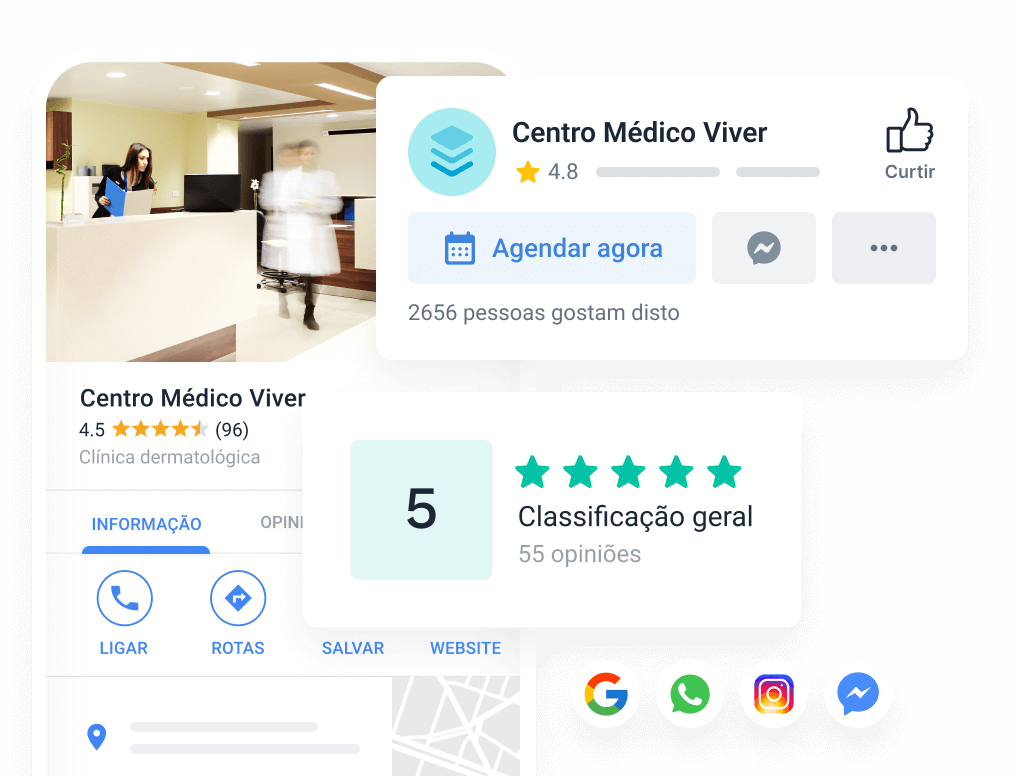 Centro Médico Viver
4.8
Curtir
Agendar agora
2656 pessoas gostam disto
Centro Médico Viver
4.5 (96)
Clínica dermatológica
INFORMAÇÃO
5
Classificação geral
55 opiniões
LIGAR
ROTAS
SALVAR
WEBSITE